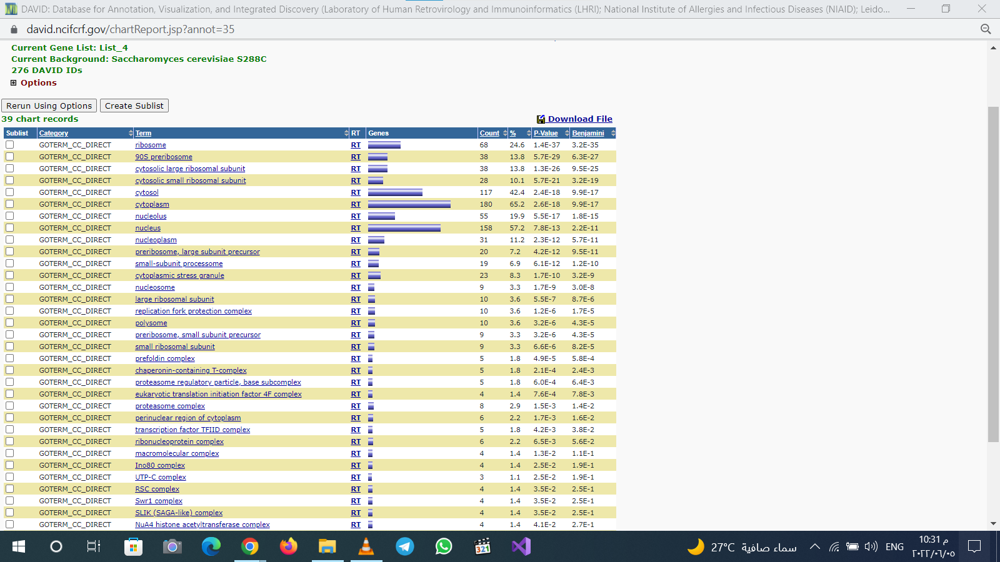 DAVID: Database for Annotation, Visualization, and Integrated Discovery (Laboratory of Human Retrovirology and Immunoinformatics (LHRI); National Institute of Allergies and Infectious Diseases (NIAID); Leido...
david.ncifcrf.gov/chartReport.jsp?annot=35
Current Gene List: List_4
Current Background: Saccharomyces cerevisiae S288C
276 DAVID IDs
Options
Rerun Using Options Create Sublist
39 chart records Download File
Sublist Category Term RT Genes Count % P-Value Benjamini
GOTERM_CC_DIRECT ribosome RT 68 24.6 1.4E-37 3.2E-35
GOTERM_CC_DIRECT 90S preribosome RT 38 13.8 5.7E-29 6.3E-27
GOTERM_CC_DIRECT cytosolic large ribosomal subunit RT 38 13.8 1.3E-26 9.5E-25
GOTERM_CC_DIRECT cytosolic small ribosomal subunit RT 28 10.1 5.7E-21 3.2E-19
GOTERM_CC_DIRECT cytosol RT 117 42.4 2.4E-18 9.9E-17
GOTERM_CC_DIRECT cytoplasm RT 180 65.2 2.6E-18 9.9E-17
GOTERM_CC_DIRECT nucleolus RT 55 19.9 5.5E-17 1.8E-15
GOTERM_CC_DIRECT nucleus RT 158 57.2 7.8E-13 2.2E-11
GOTERM_CC_DIRECT nucleoplasm RT 31 11.2 2.3E-12 5.7E-11
GOTERM_CC_DIRECT preribosome, large subunit precursor RT 20 7.2 4.2E-12 9.5E-11
GOTERM_CC_DIRECT small-subunit processome RT 19 6.9 6.1E-12 1.2E-10
GOTERM_CC_DIRECT cytoplasmic stress granule RT 23 8.3 1.7E-10 3.2E-9
GOTERM_CC_DIRECT nucleosome RT 9 3.3 1.7E-9 3.0E-8
GOTERM_CC_DIRECT large ribosomal subunit RT 10 3.6 5.5E-7 8.7E-6
GOTERM_CC_DIRECT replication fork protection complex RT 10 3.6 1.2E-6 1.7E-5
GOTERM_CC_DIRECT polysome RT 10 3.6 3.2E-6 4.3E-5
GOTERM_CC_DIRECT preribosome, small subunit precursor RT 9 3.3 3.2E-6 4.3E-5
GOTERM_CC_DIRECT small ribosomal subunit RT 9 3.3 6.6E-6 8.2E-5
GOTERM_CC_DIRECT prefoldin complex RT 5 1.8 4.9E-5 5.8E-4
GOTERM_CC_DIRECT chaperonin-containing T-complex RT 5 1.8 2.1E-4 2.4E-3
GOTERM_CC_DIRECT proteasome regulatory particle, base subcomplex RT 5 1.8 6.0E-4 6.4E-3
GOTERM_CC_DIRECT eukaryotic translation initiation factor 4F complex RT 4 1.4 7.6E-4 7.8E-3
GOTERM_CC_DIRECT proteasome complex RT 8 2.9 1.5E-3 1.4E-2
GOTERM_CC_DIRECT perinuclear region of cytoplasm RT 6 2.2 1.7E-3 1.6E-2
GOTERM_CC_DIRECT transcription factor TFIID complex RT 5 1.8 4.2E-3 3.8E-2
GOTERM_CC_DIRECT ribonucleoprotein complex RT 6 2.2 6.5E-3 5.6E-2
GOTERM_CC_DIRECT macromolecular complex RT 4 1.4 1.3E-2 1.1E-1
GOTERM_CC_DIRECT Ino80 complex RT 4 1.4 2.5E-2 1.9E-1
GOTERM_CC_DIRECT UTP-C complex RT 3 1.1 2.5E-2 1.9E-1
GOTERM_CC_DIRECT RSC complex RT 4 1.4 3.5E-2 2.5E-1
GOTERM_CC_DIRECT Swr1 complex RT 4 1.4 3.5E-2 2.5E-1
GOTERM_CC_DIRECT SLIK (SAGA-like) complex RT 4 1.4 3.5E-2 2.5E-1
GOTERM_CC_DIRECT NuA4 histone acetyltransferase complex RT 4 1.4 4.1E-2 2.7E-1
321
27°C سماء صافية
ENG
10:31 م
٢٠٢٢/٠٦/٠٥